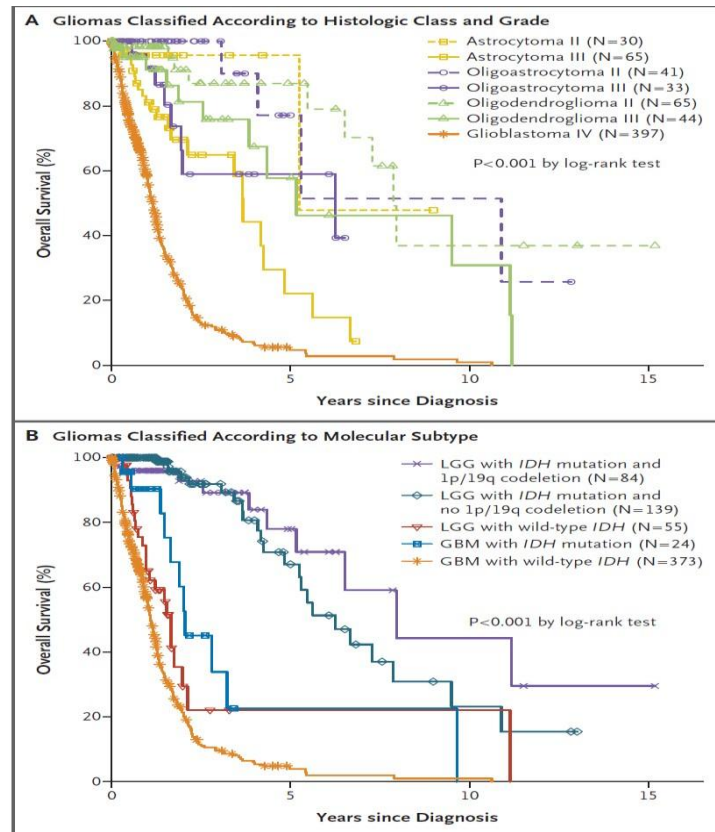 A Gliomas Classified According to Histologic Class and Grade
100
80
60
40
20
0
Overall Survival (%)
0
5
10
15
Years since Diagnosis
Astrocytoma II (N=30)
Astrocytoma III (N=65)
Oligoastrocytoma II (N=41)
Oligoastrocytoma III (N=33)
Oligodendroglioma II (N=65)
Oligodendroglioma III (N=44)
Glioblastoma IV (N=397)
P<0.001 by log-rank test
B Gliomas Classified According to Molecular Subtype
100
80
60
40
20
0
Overall Survival (%)
0
5
10
15
Years since Diagnosis
LGG with IDH mutation and
1p/19q codeletion (N=84)
LGG with IDH mutation and
no 1p/19q codeletion (N=139)
LGG with wild-type IDH (N=55)
GBM with IDH mutation (N=24)
GBM with wild-type IDH (N=373)
P<0.001 by log-rank test